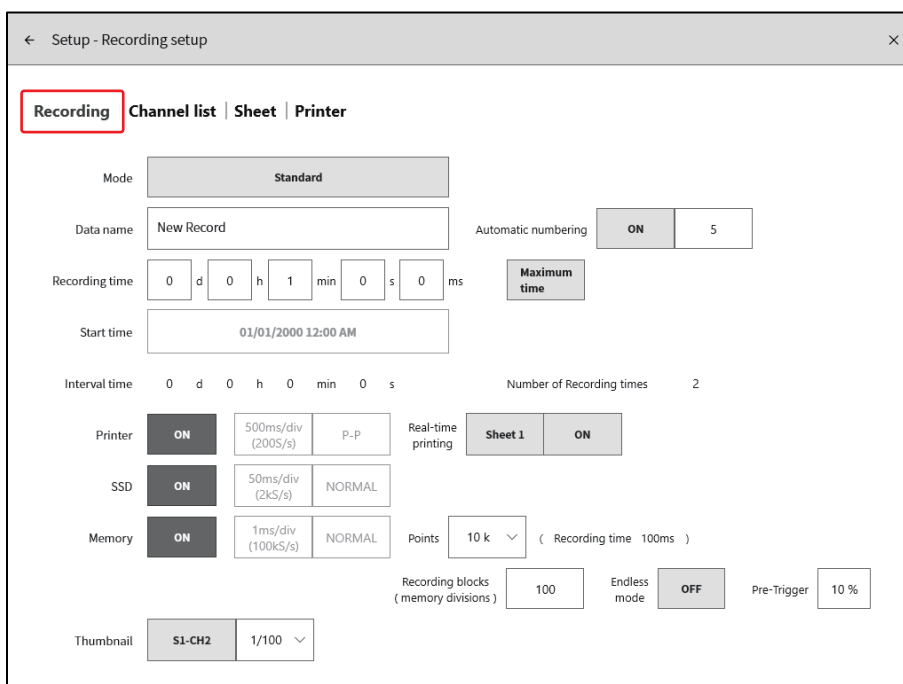 ← Setup - Recording setup ×
Recording | Channel list | Sheet | Printer
Mode Standard
Data name New Record Automatic numbering ON 5
Recording time 0 d 0 h 1 min 0 s 0 ms Maximum time
Start time 01/01/2000 12:00 AM
Interval time 0 d 0 h 0 min 0 s Number of Recording times 2
Printer ON 500ms/div (200S/s) P-P Real-time printing Sheet 1 ON
SSD ON 50ms/div (2kS/s) NORMAL
Memory ON 1ms/div (100kS/s) NORMAL Points 10 k ( Recording time 100ms )
Recording blocks ( memory divisions ) 100 Endless mode OFF Pre-Trigger 10 %
Thumbnail S1-CH2 1/100